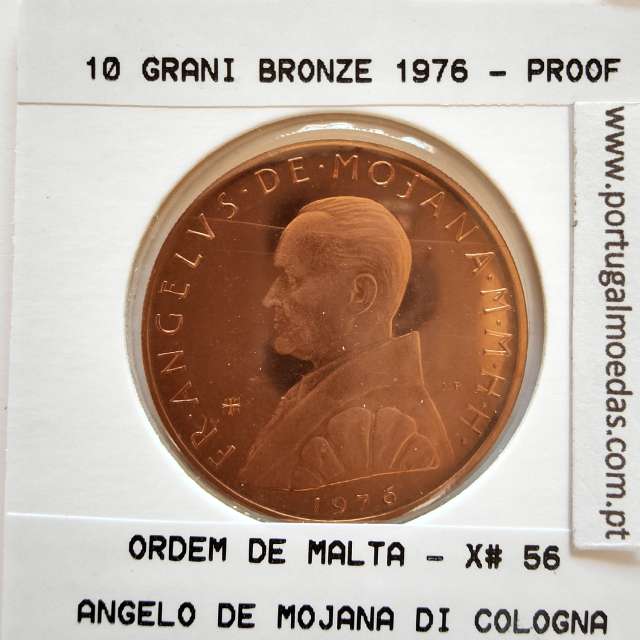 10 GRANI BRONZE 1976 - PROOF
www.portugalmoedas.com.pt
FR·ANGELVS·DE·MOJANA·M·M·H·H·
1976
ORDEM DE MALTA - X# 56
ANGELO DE MOJANA DI COLOGNA